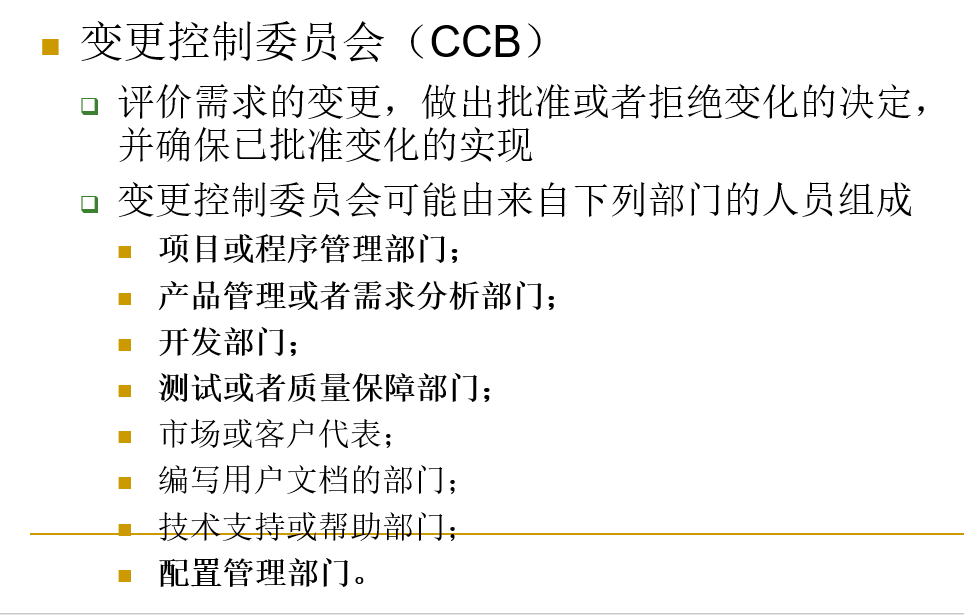 变更控制委员会（CCB）
评价需求的变更，做出批准或者拒绝变化的决定，
并确保已批准变化的实现
变更控制委员会可能由来自下列部门的人员组成
项目或程序管理部门；
产品管理或者需求分析部门；
开发部门；
测试或者质量保障部门；
市场或客户代表；
编写用户文档的部门；
技术支持或帮助部门；
配置管理部门。